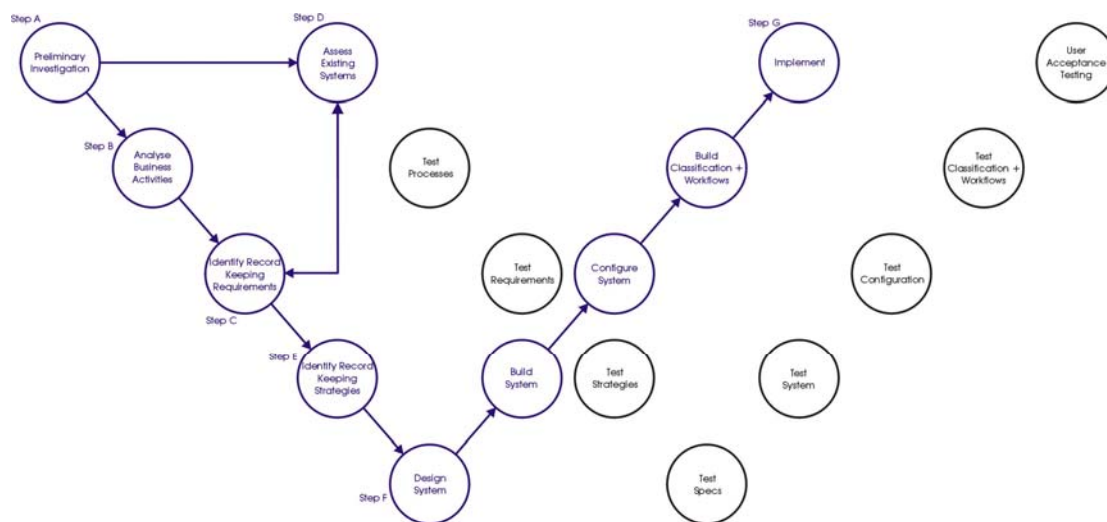 Step A
Preliminary
Investigation
Step D
Assess
Existing
Systems
Step G
Implement
User
Acceptance
Testing
Step B
Analyse
Business
Activities
Test
Processes
Build
Classification +
Workflows
Test
Classification +
Workflows
Identify Record
Keeping
Requirements
Step C
Test
Requirements
Configure
System
Test
Configuration
Step E
Identify Record
Keeping
Strategies
Build
System
Test
Strategies
Test
System
Step F
Design
System
Test
Specs